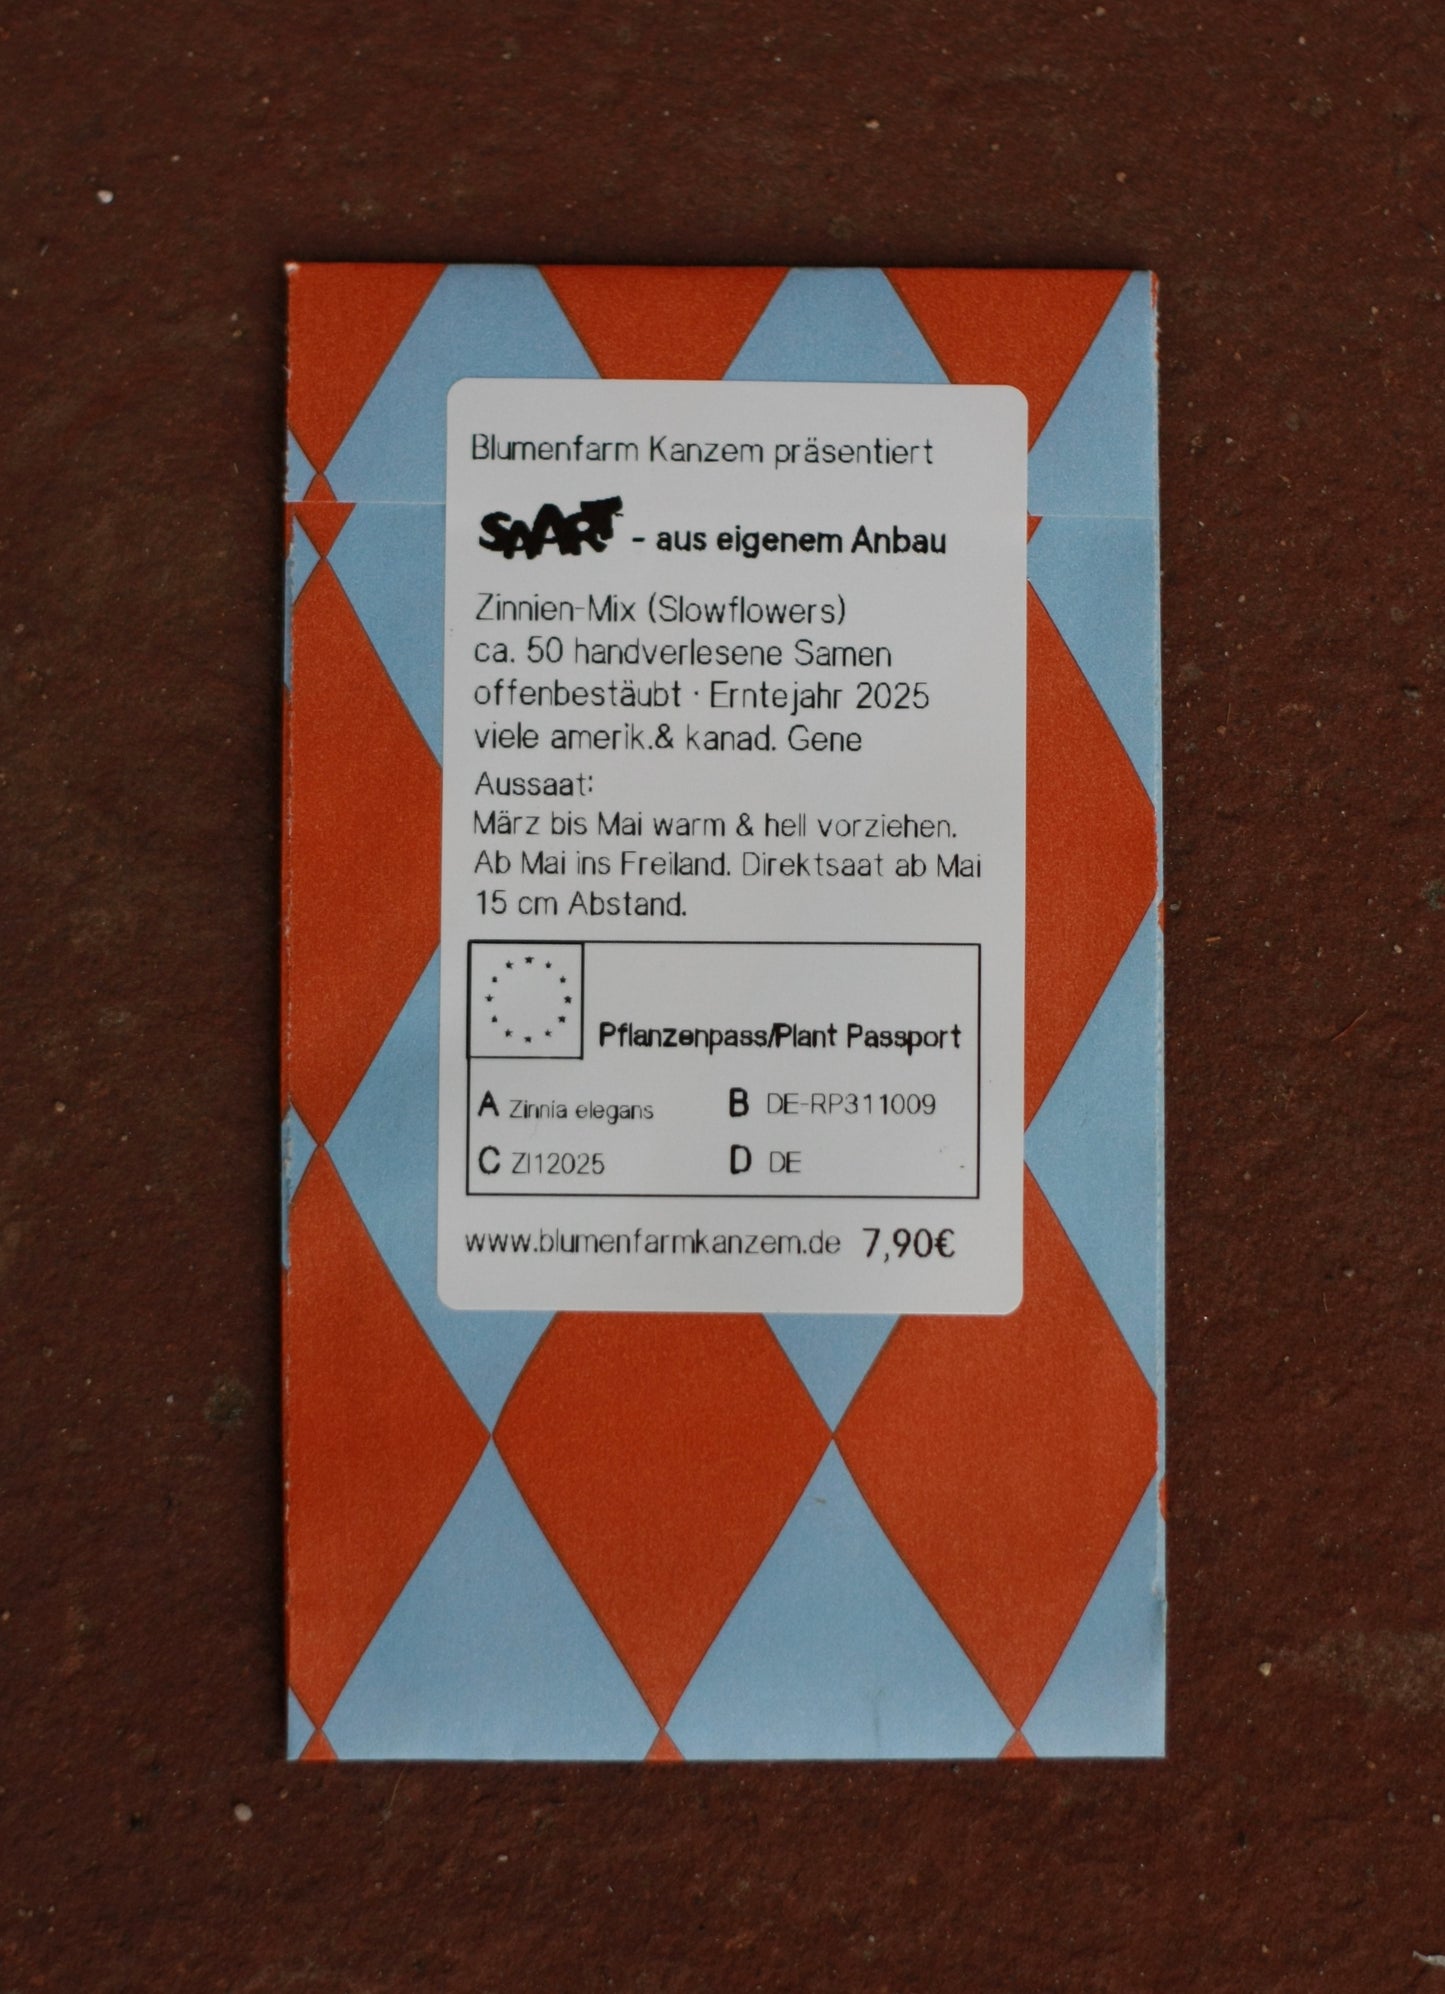 Blumenfarm Kanzem präsentiert
SAART - aus eigenem Anbau
Zinnien-Mix (Slowflowers)
ca. 50 handverlesene Samen
offenbestäubt · Erntejahr 2025
viele amerik.& kanad. Gene
Aussaat:
März bis Mai warm & hell vorziehen.
Ab Mai ins Freiland. Direktsaat ab Mai
15 cm Abstand.
Pflanzenpass/Plant Passport
A Zinnia elegans B DE-RP311009
C ZI12025 D DE
www.blumenfarmkanzem.de 7,90€